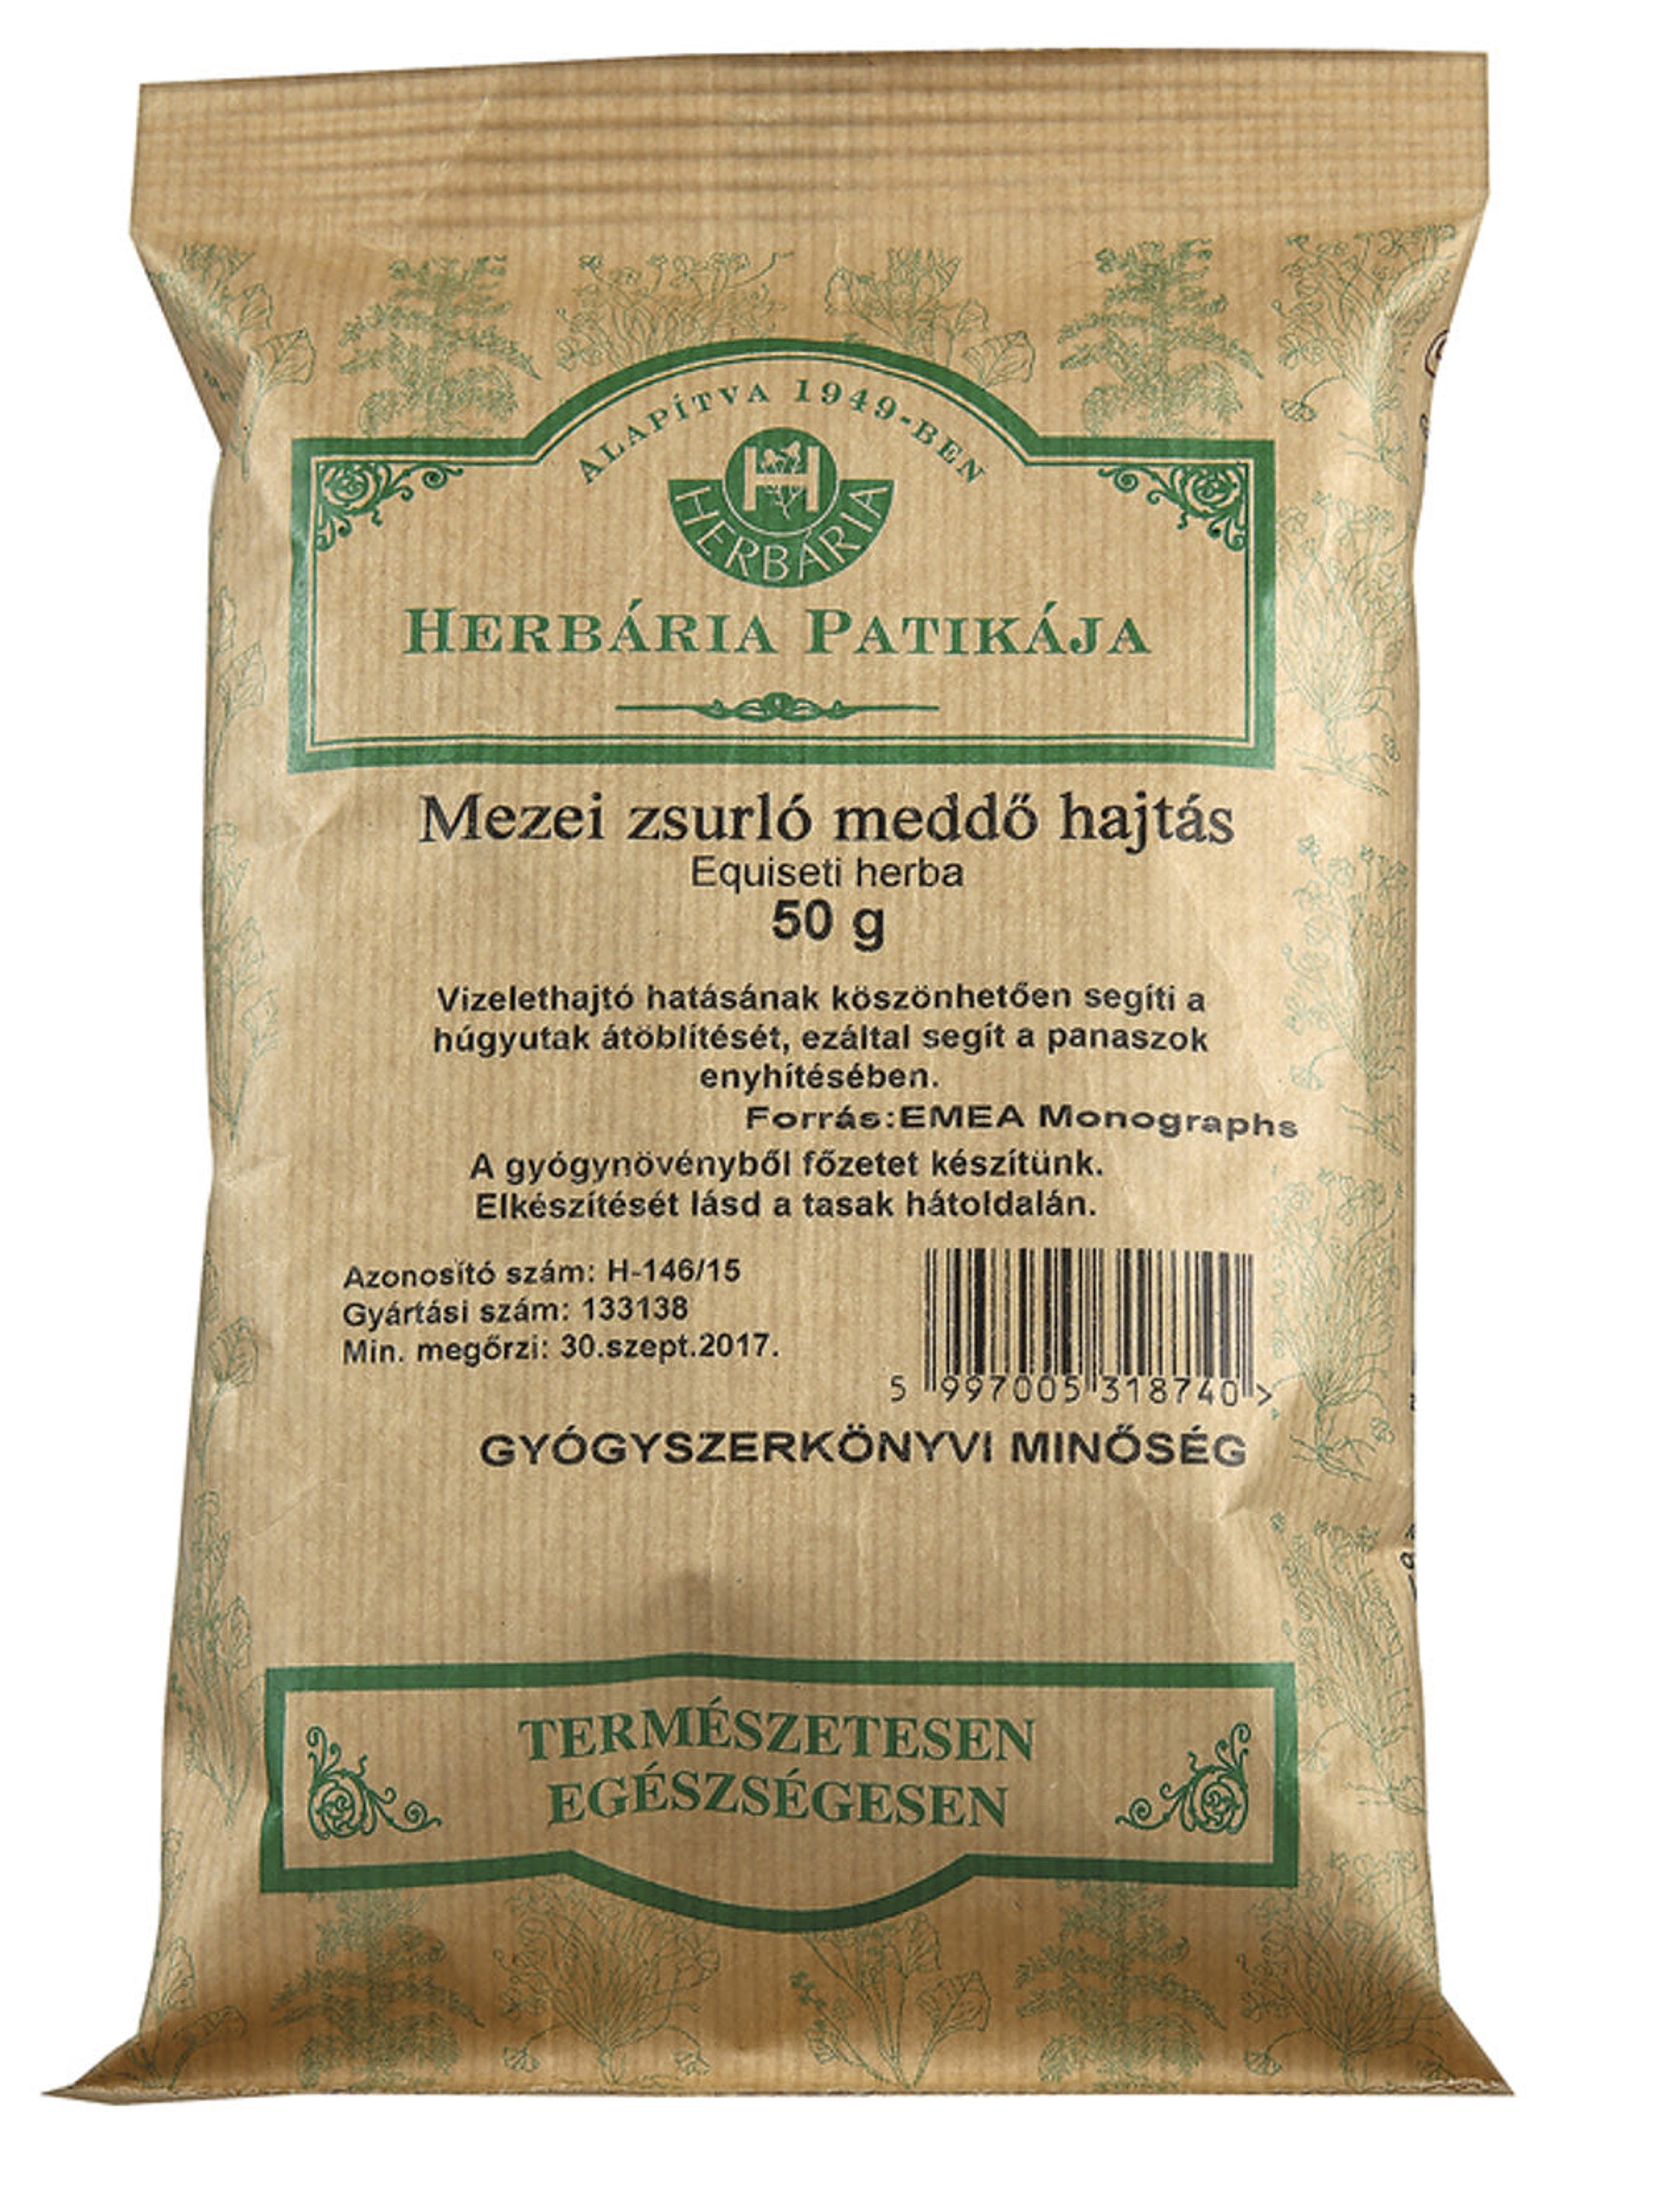 ALAPÍTVA 1949-BEN
H
HERBÁRIA
HERBÁRIA PATIKÁJA
Mezei zsurló meddő hajtás
Equiseti herba
50 g
Vizelethajtó hatásának köszönhetően segíti a
húgyutak átöblítését, ezáltal segít a panaszok
enyhítésében.
Forrás:EMEA Monographs
A gyógynövényből főzetet készítünk.
Elkészítését lásd a tasak hátoldalán.
Azonosító szám: H-146/15
Gyártási szám: 133138
Min. megőrzi: 30.szept.2017.
5 997005 318740 >
GYÓGYSZERKÖNYVI MINŐSÉG
TERMÉSZETESEN
EGÉSZSÉGESEN